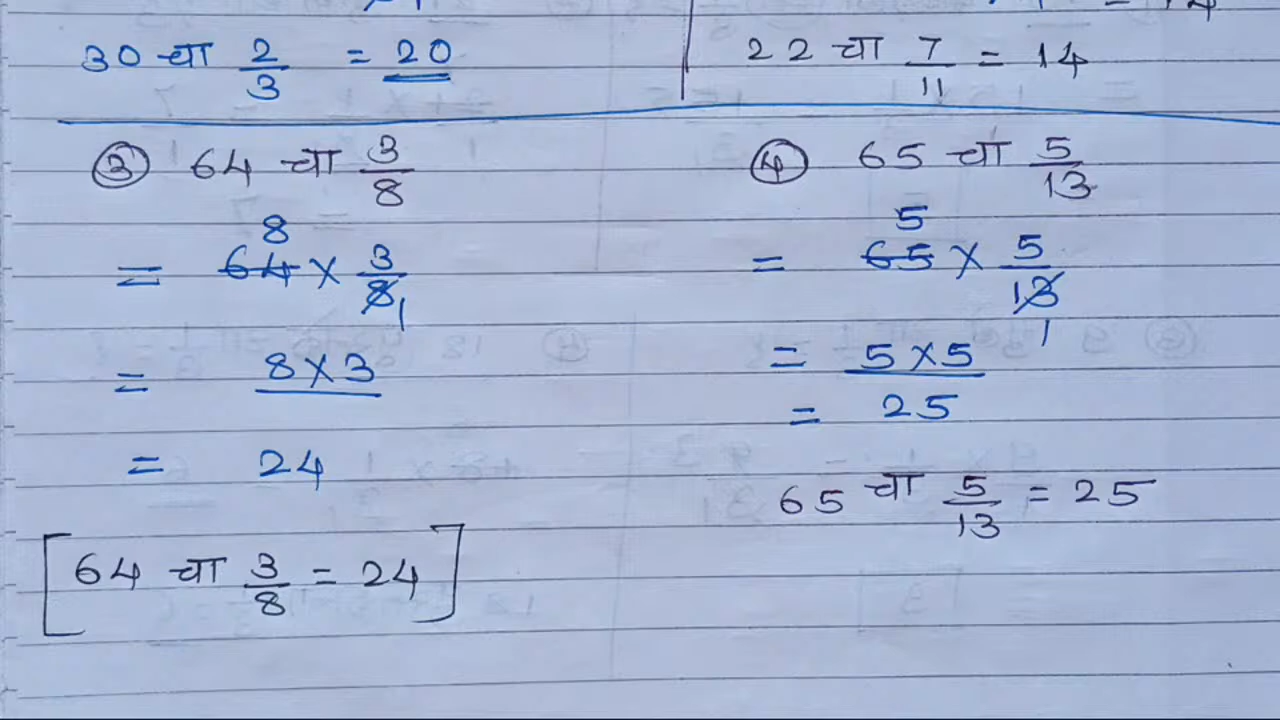 30 चा 2/3 = 20
22 चा 7/11 = 14
③ 64 चा 3/8
8
= 64 × 3/8
1
= 8 × 3
= 24
[64 चा 3/8 = 24]
④ 65 चा 5/13
5
= 65 × 5/13
1
= 5 × 5
= 25
65 चा 5/13 = 25